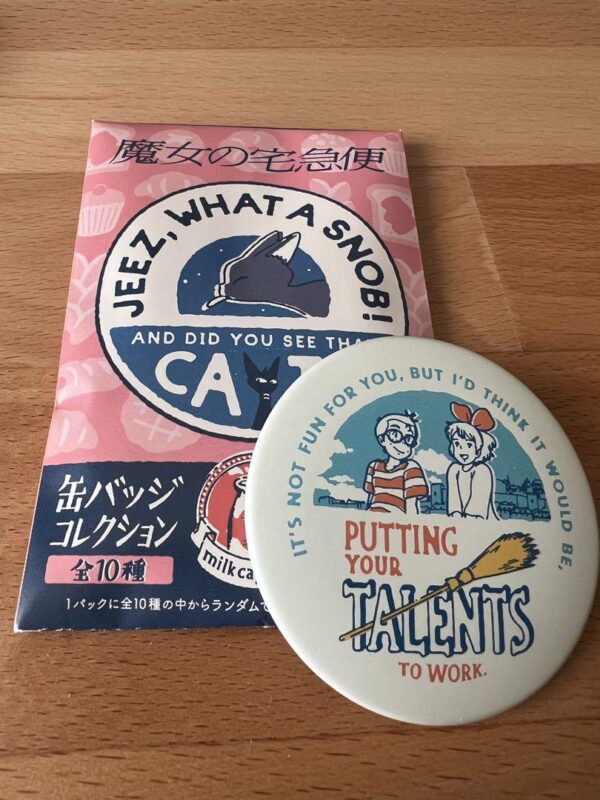 魔女の宅急便
JEEZ, WHAT A SNOB!
AND DID YOU SEE
缶バッジ
コレクション
全10種
1パックに全10種の中からランダムで
IT'S NOT FUN FOR YOU, BUT I'D THINK IT WOULD BE,
PUTTING
YOUR
TALENTS
TO WORK.